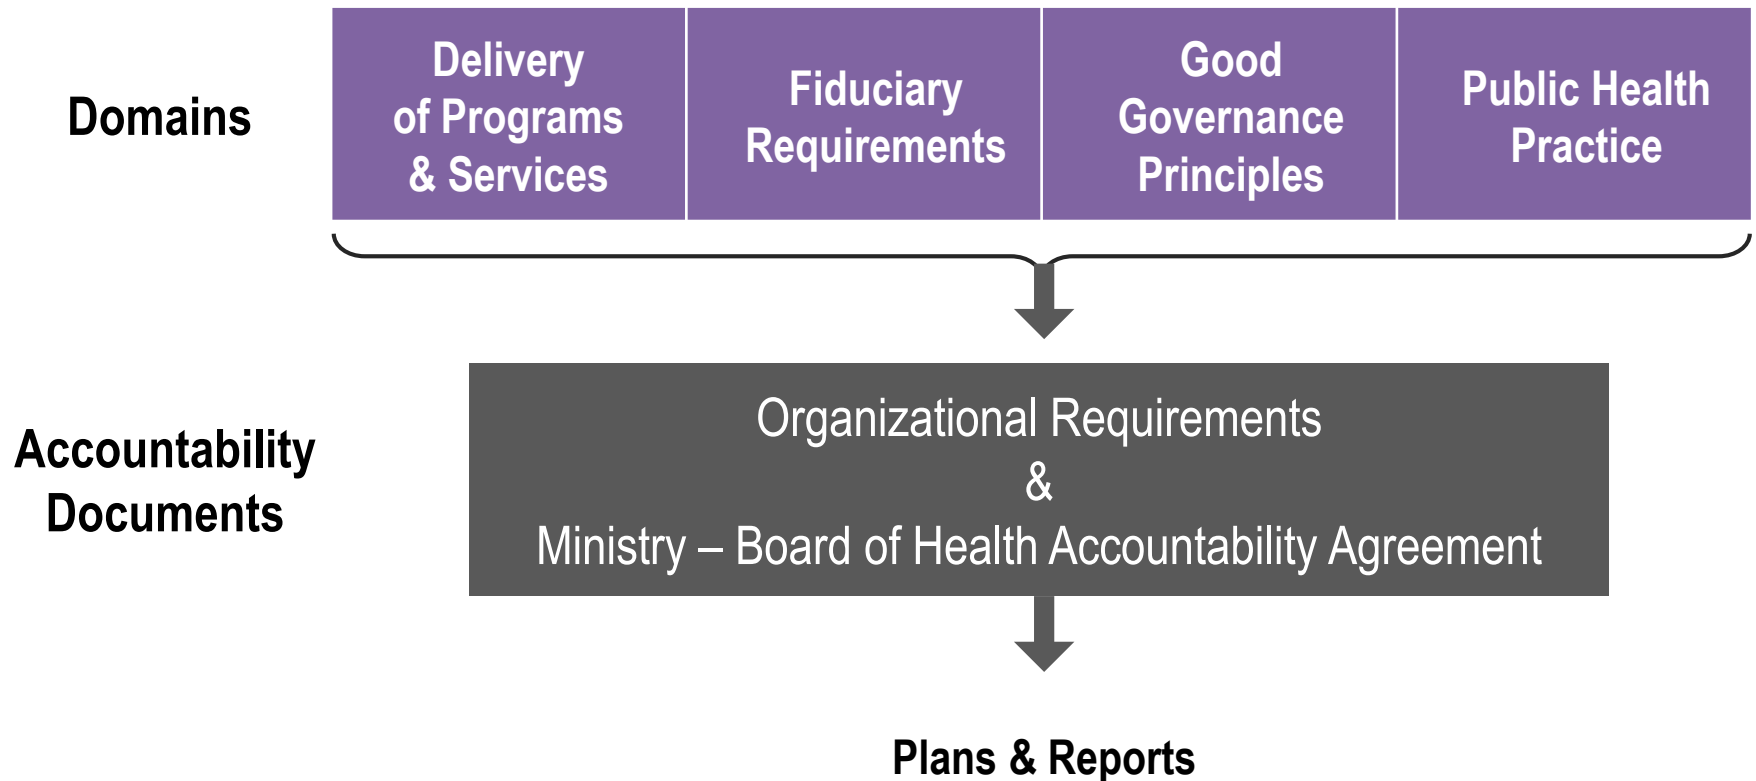 Domains
Delivery
of Programs
& Services
Fiduciary
Requirements
Good
Governance
Principles
Public Health
Practice
Accountability
Documents
Organizational Requirements
&
Ministry – Board of Health Accountability Agreement
Plans & Reports